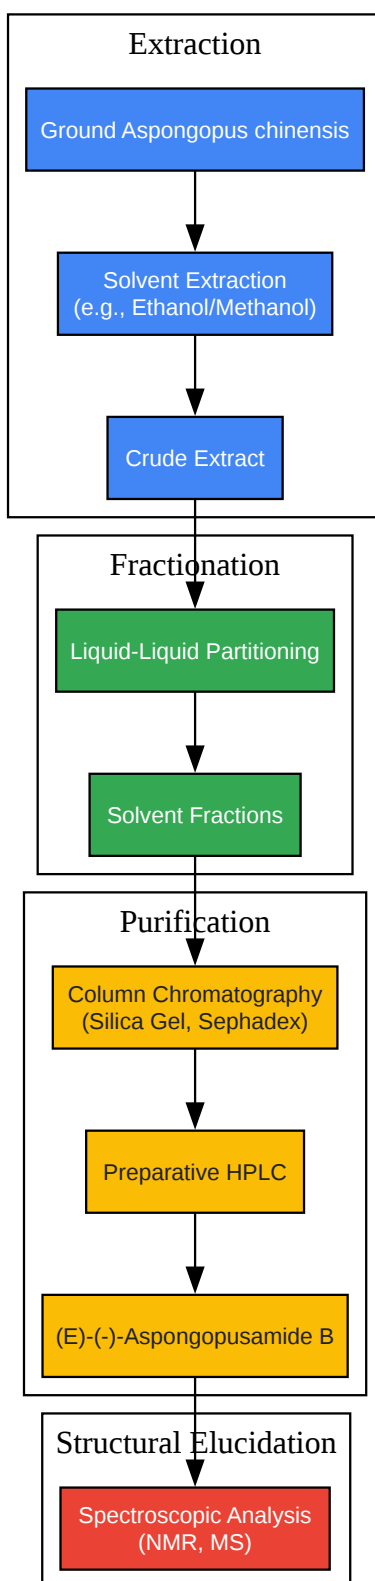 Extraction
Ground Aspongopus chinensis
Solvent Extraction
(e.g., Ethanol/Methanol)
Crude Extract
Fractionation
Liquid-Liquid Partitioning
Solvent Fractions
Purification
Column Chromatography
(Silica Gel, Sephadex)
Preparative HPLC
(E)-(-)-Aspongopusamide B
Structural Elucidation
Spectroscopic Analysis
(NMR, MS)